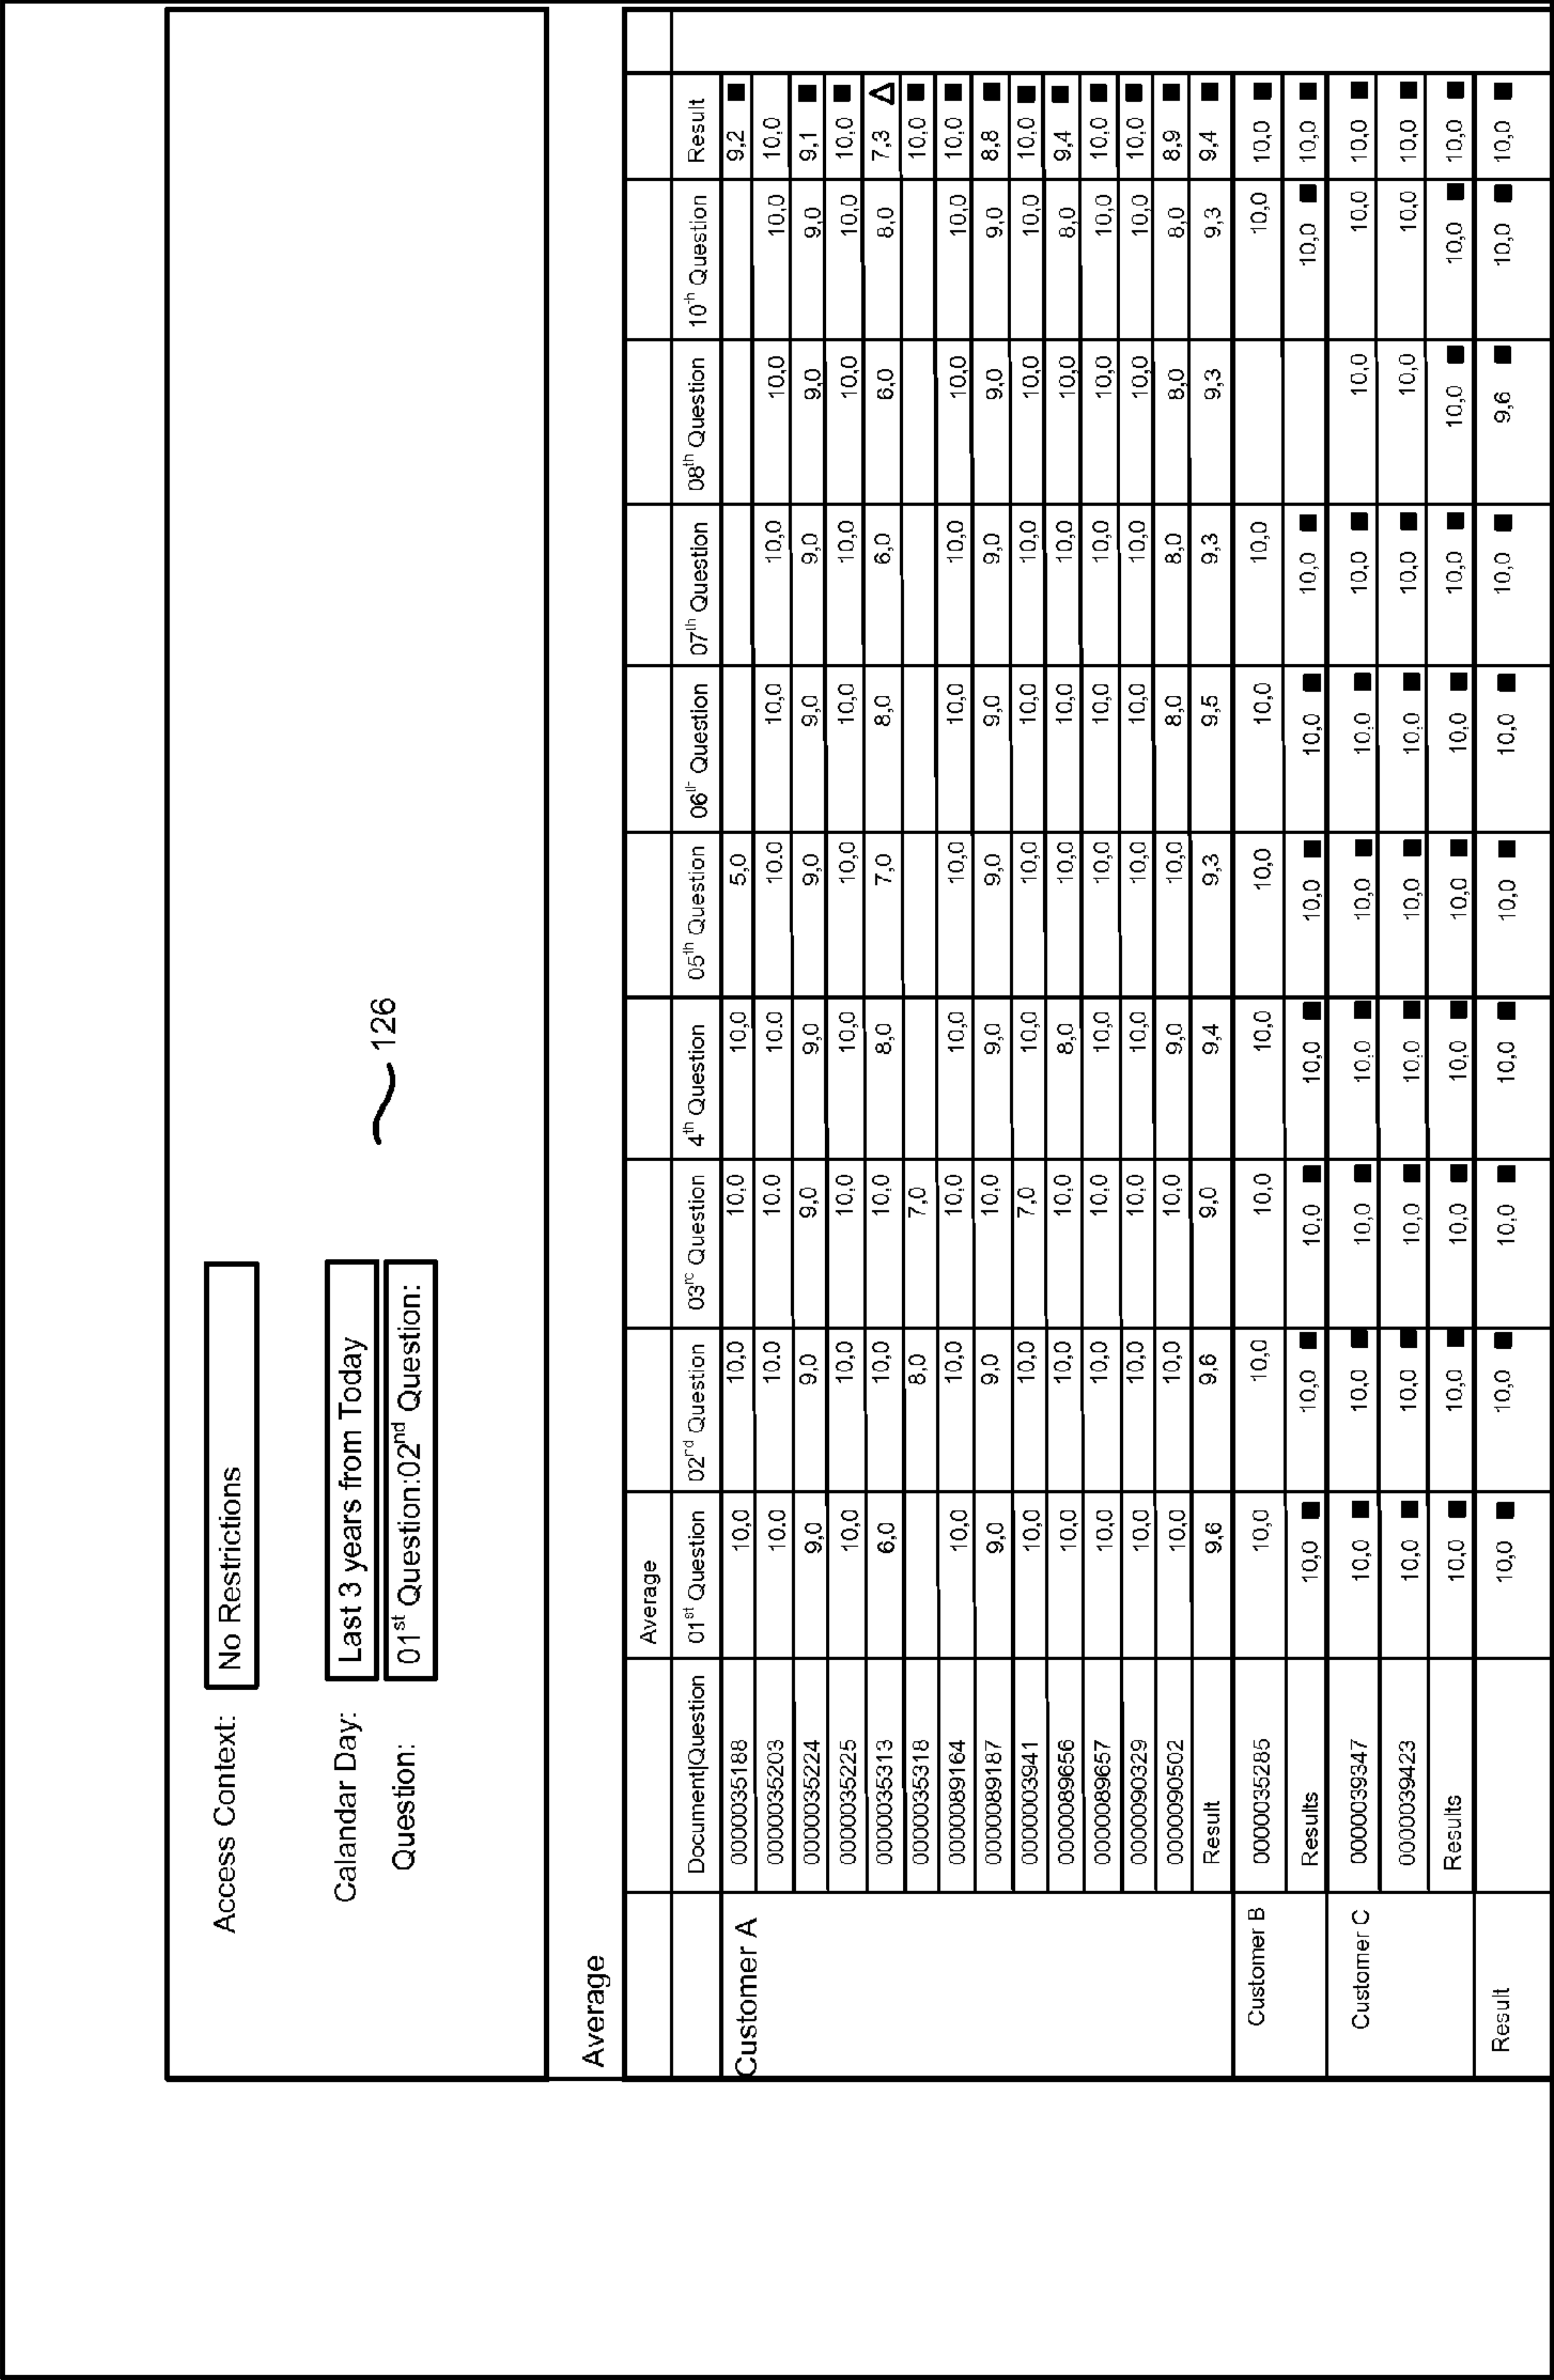 Access Context: No Restrictions
Calandar Day: Last 3 years from Today
Question: 01st Question:02nd Question:
126
Average
Average
Document|Question 01st Question 02nd Question 03rc Question 4th Question 05th Question 06th Question 07th Question 08th Question 10th Question Result
Customer A 0000035188 10,0 10,0 10,0 10,0 5,0 9,2 ■
0000035203 10.0 10.0 10.0 10.0 10.0 10,0 10,0 10,0 10,0 10,0
0000035224 9,0 9,0 9,0 9,0 9,0 9,0 9,0 9,0 9,0 9,1 ■
0000035225 10,0 10,0 10,0 10,0 10,0 10,0 10,0 10,0 10,0 10,0 ■
0000035313 6,0 10,0 10,0 8,0 7,0 8,0 6,0 6,0 8,0 7,3 △
0000035318 8,0 7,0 10,0 ■
0000089164 10,0 10,0 10,0 10,0 10,0 10,0 10,0 10,0 10,0 10,0 ■
0000089187 9,0 9,0 10,0 9,0 9,0 9,0 9,0 9,0 9,0 8,8 ■
0000003941 10,0 10,0 7,0 10,0 10,0 10,0 10,0 10,0 10,0 10,0 ■
0000089656 10,0 10,0 10,0 8,0 10,0 10,0 10,0 10,0 8,0 9,4 ■
0000089657 10,0 10,0 10,0 10,0 10,0 10,0 10,0 10,0 10,0 10,0 ■
0000090329 10,0 10,0 10,0 10,0 10,0 10,0 10,0 10,0 10,0 10,0 ■
0000090502 10,0 10,0 10,0 9,0 10,0 8,0 8,0 8,0 8,0 8,9 ■
Result 9,6 9,6 9,0 9,4 9,3 9,5 9,3 9,3 9,3 9,4 ■
Customer B 0000035285 10,0 10,0 10,0 10,0 10,0 10,0 10,0 10,0 10,0 ■
Results 10,0 ■ 10,0 ■ 10,0 ■ 10,0 ■ 10,0 ■ 10,0 ■ 10,0 ■ 10,0 ■ 10,0 ■
Customer C 0000039347 10,0 ■ 10,0 ■ 10,0 ■ 10,0 ■ 10,0 ■ 10,0 ■ 10,0 ■ 10,0 10,0 10,0 ■
0000039423 10,0 ■ 10,0 ■ 10,0 ■ 10,0 ■ 10,0 ■ 10,0 ■ 10,0 ■ 10,0 10,0 10,0 ■
Results 10,0 ■ 10,0 ■ 10,0 ■ 10,0 ■ 10,0 ■ 10,0 ■ 10,0 ■ 10,0 ■ 10,0 ■ 10,0 ■
Result 10,0 ■ 10,0 ■ 10,0 ■ 10,0 ■ 10,0 ■ 10,0 ■ 10,0 ■ 9,6 ■ 10,0 ■ 10,0 ■